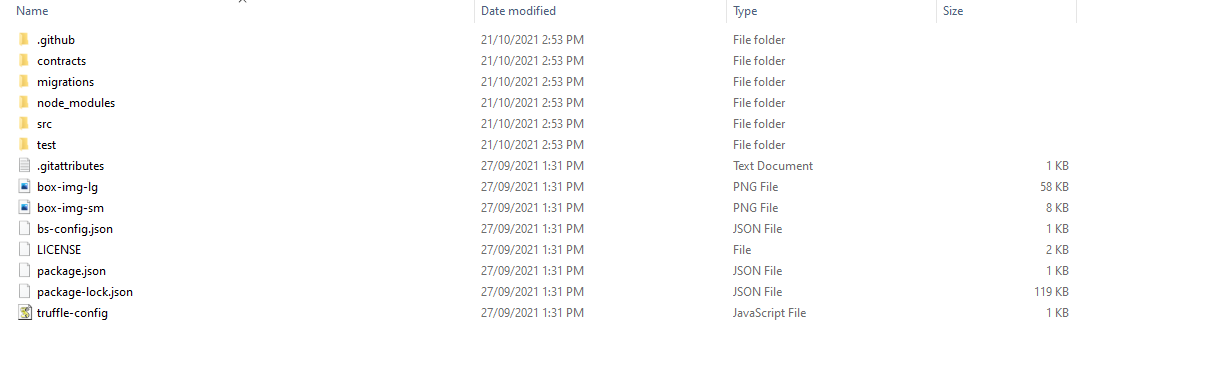 Name Date modified Type Size
.github 21/10/2021 2:53 PM File folder
contracts 21/10/2021 2:53 PM File folder
migrations 21/10/2021 2:53 PM File folder
node_modules 21/10/2021 2:53 PM File folder
src 21/10/2021 2:53 PM File folder
test 21/10/2021 2:53 PM File folder
.gitattributes 27/09/2021 1:31 PM Text Document 1 KB
box-img-lg 27/09/2021 1:31 PM PNG File 58 KB
box-img-sm 27/09/2021 1:31 PM PNG File 8 KB
bs-config.json 27/09/2021 1:31 PM JSON File 1 KB
LICENSE 27/09/2021 1:31 PM File 2 KB
package.json 27/09/2021 1:31 PM JSON File 1 KB
package-lock.json 27/09/2021 1:31 PM JSON File 119 KB
truffle-config 27/09/2021 1:31 PM JavaScript File 1 KB